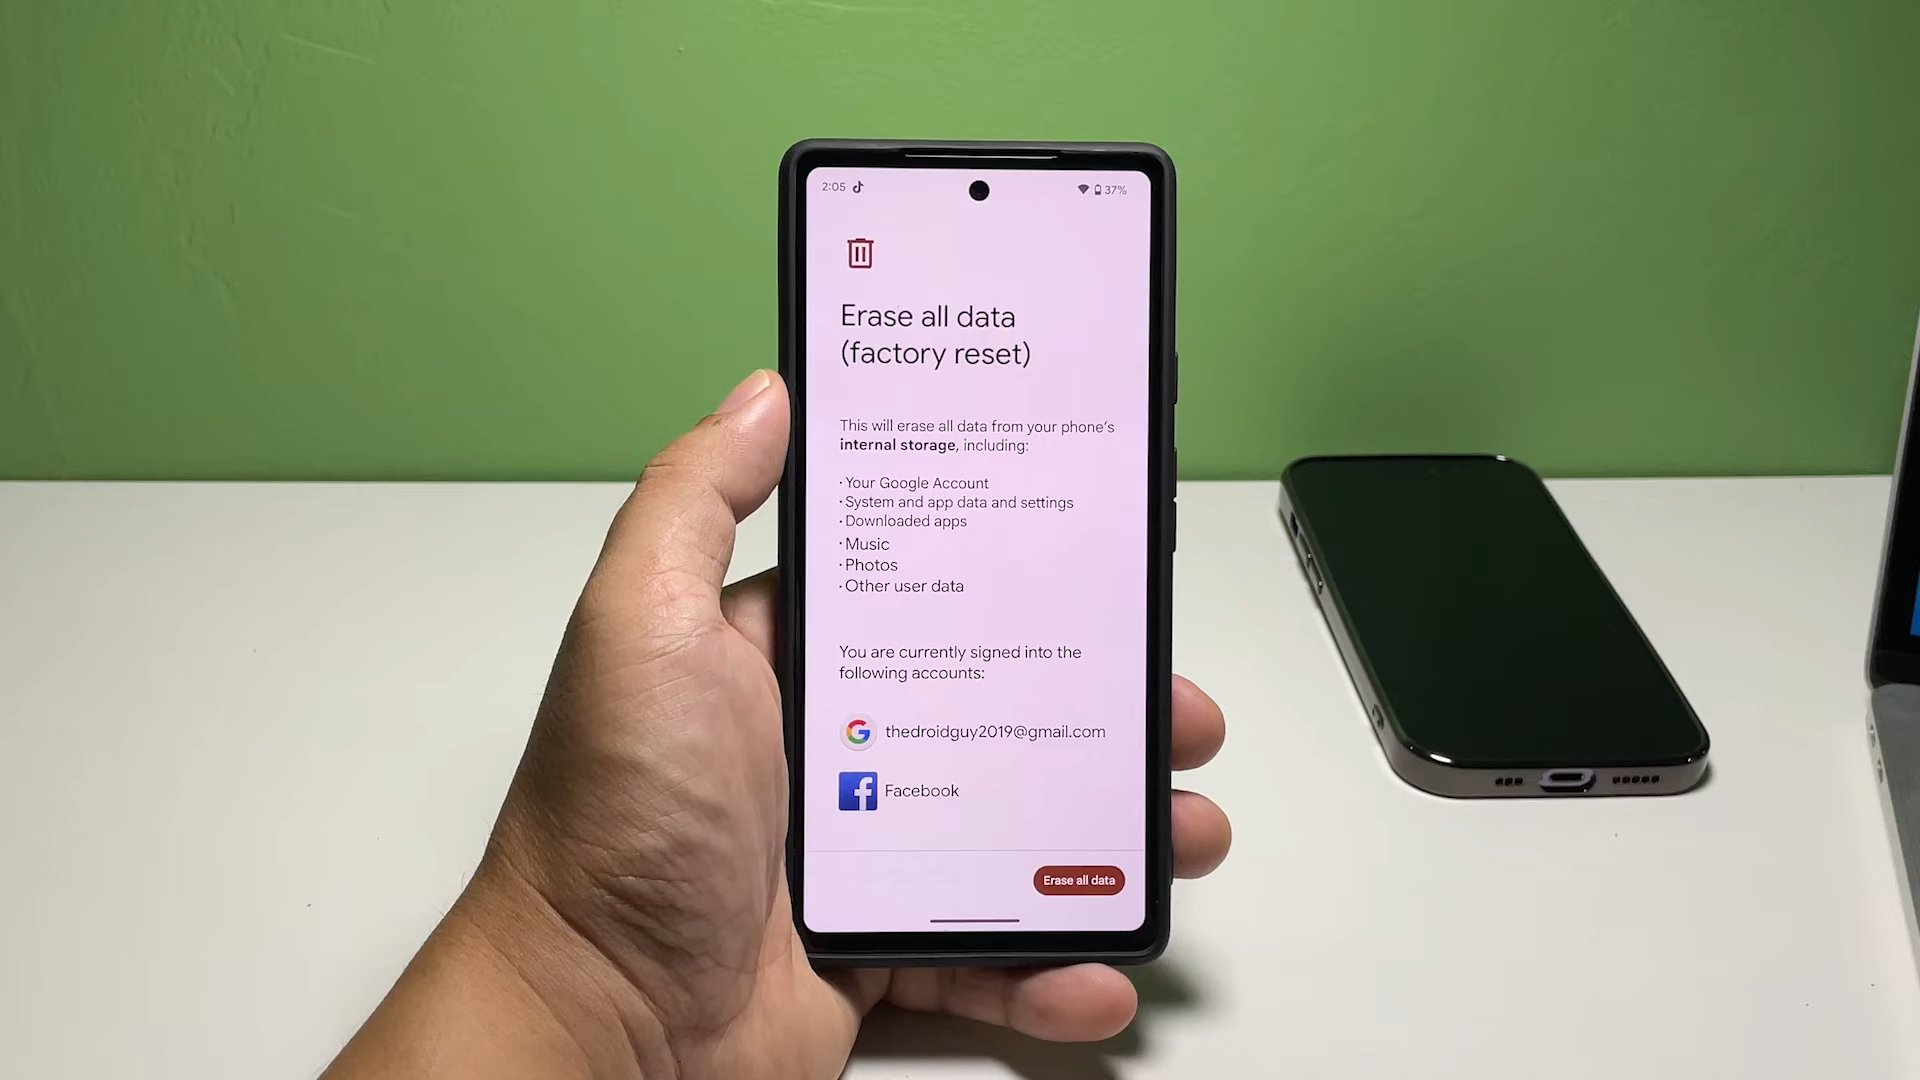 2:05
37%
Erase all data
(factory reset)
This will erase all data from your phone's
internal storage, including:
· Your Google Account
· System and app data and settings
· Downloaded apps
· Music
· Photos
· Other user data
You are currently signed into the
following accounts:
thedroidguy2019@gmail.com
Facebook
Erase all data